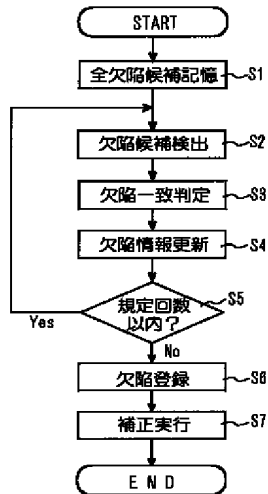 START
全欠陥候補記憶 S1
欠陥候補検出 S2
欠陥一致判定 S3
欠陥情報更新 S4
規定回数 S5
以内?
Yes
No
欠陥登録 S6
補正実行 S7
END